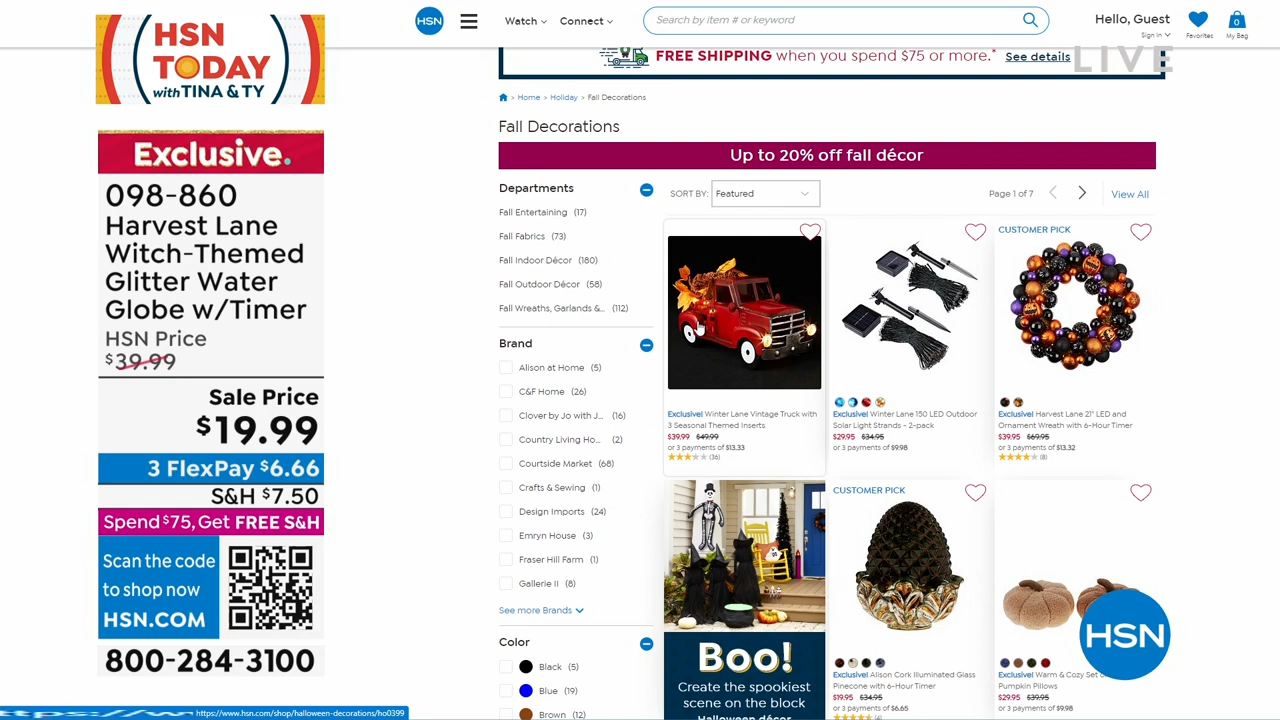 HSN
TODAY
with TINA & TY
Exclusive.
098-860
Harvest Lane
Witch-Themed
Glitter Water
Globe w/Timer
HSN Price
$39.99
Sale Price
$19.99
3 FlexPay $6.66
S&H $7.50
Spend $75, Get FREE S&H
Scan the code
to shop now
HSN.COM
800-284-3100
HSN
Watch
Connect
Search by item # or keyword
Hello, Guest
Sign in
Favorites
0
My Bag
LIVE
FREE SHIPPING when you spend $75 or more.* See details
> Home > Holiday > Fall Decorations
Fall Decorations
Up to 20% off fall décor
Departments
Fall Entertaining (17)
Fall Fabrics (73)
Fall Indoor Décor (180)
Fall Outdoor Décor (58)
Fall Wreaths, Garlands &... (112)
Brand
Alison at Home (5)
C&F Home (26)
Clover by Jo with J... (16)
Country Living Ho... (2)
Courtside Market (68)
Crafts & Sewing (1)
Design Imports (24)
Emryn House (3)
Fraser Hill Farm (1)
Gallerie II (8)
See more Brands
Color
Black (5)
Blue (19)
Brown (12)
SORT BY: Featured
Page 1 of 7
View All
Exclusive! Winter Lane Vintage Truck with
3 Seasonal Themed Inserts
$39.99 $49.99
or 3 payments of $13.33
(36)
Exclusive! Winter Lane 150 LED Outdoor
Solar Light Strands - 2-pack
$29.95 $34.95
or 3 payments of $9.98
CUSTOMER PICK
Exclusive! Harvest Lane 21" LED and
Ornament Wreath with 6-Hour Timer
$39.95 $69.95
or 3 payments of $13.32
(8)
Boo!
Create the spookiest
scene on the block
Halloween décor
CUSTOMER PICK
Exclusive! Alison Cork Illuminated Glass
Pinecone with 6-Hour Timer
$19.95 $34.95
or 3 payments of $6.65
(4)
Exclusive! Warm & Cozy Set
Pumpkin Pillows
$29.95 $39.95
or 3 payments of $9.98
HSN
https://www.hsn.com/shop/halloween-decorations/ho0399